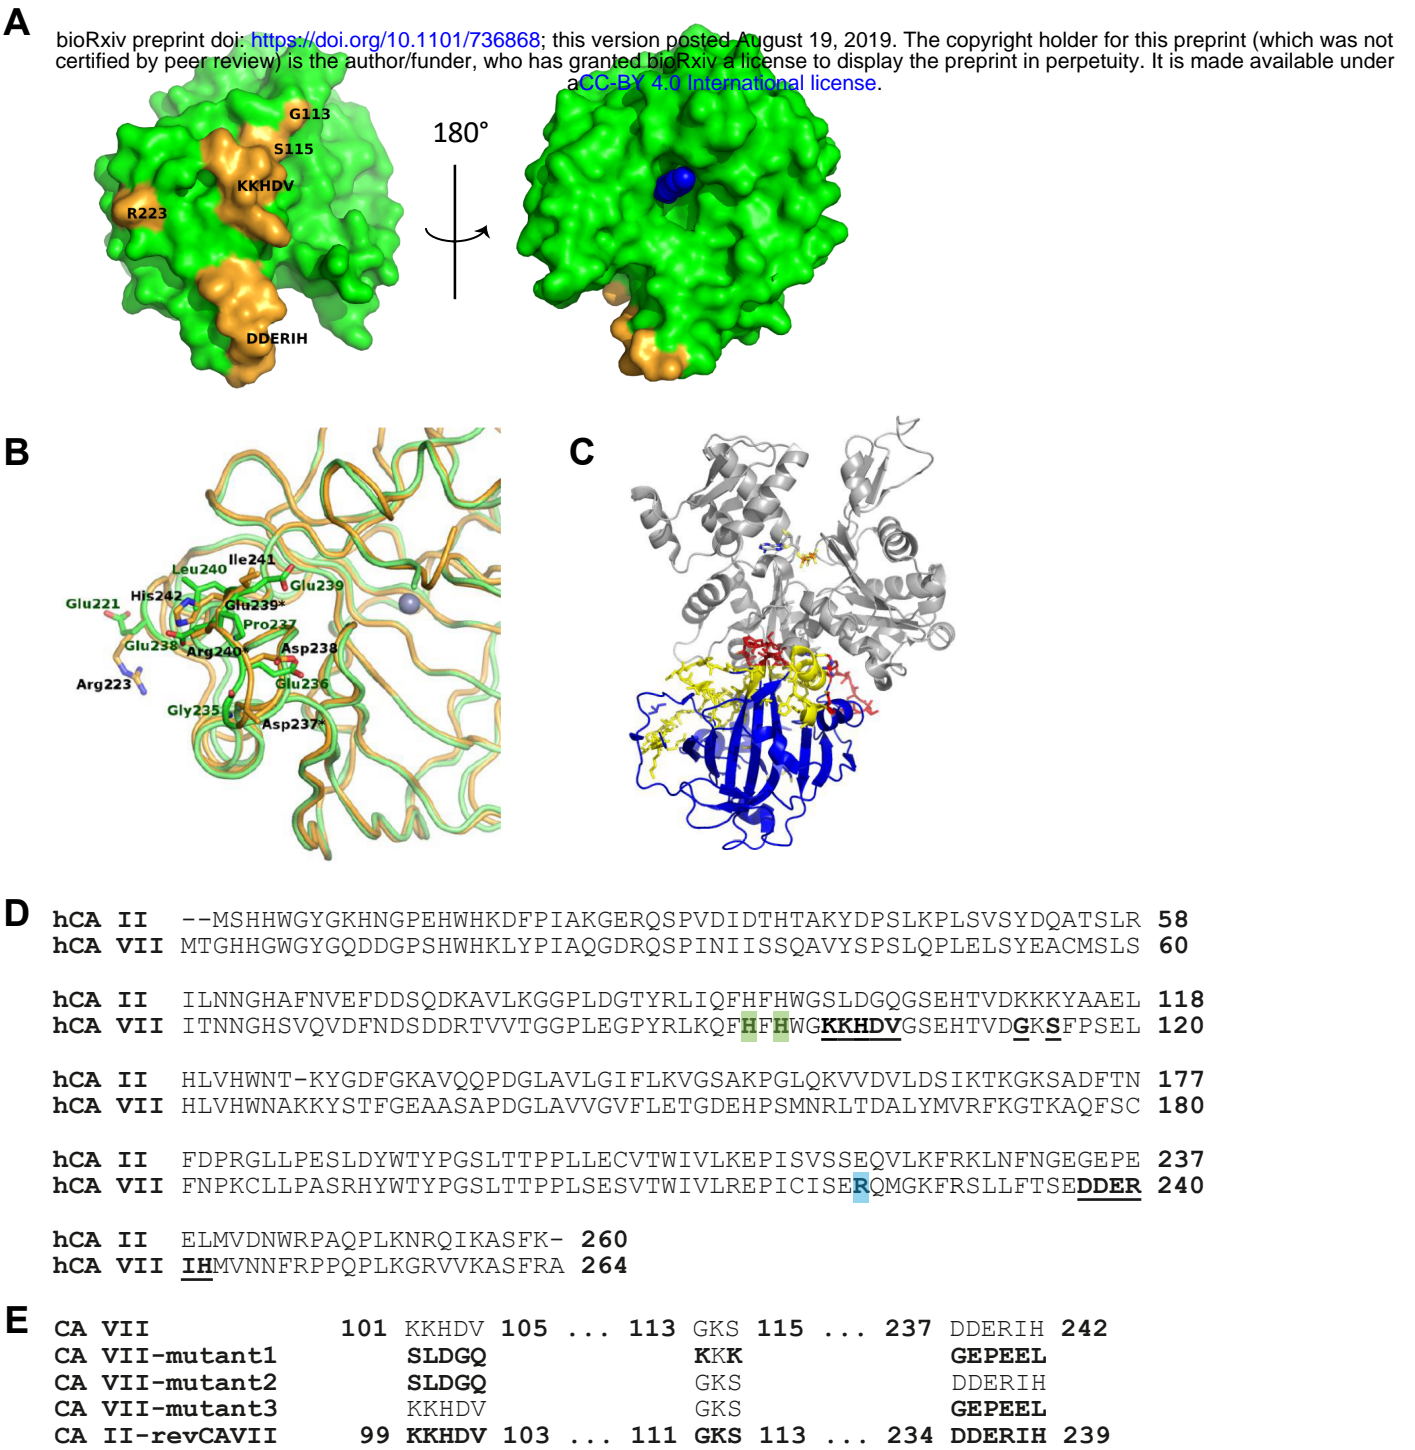 A
bioRxiv preprint doi: https://doi.org/10.1101/736868; this version posted August 19, 2019. The copyright holder for this preprint (which was not
certified by peer review) is the author/funder, who has granted bioRxiv a license to display the preprint in perpetuity. It is made available under
aCC-BY 4.0 International license.
G113
S115
KKHDV
R223
DDERIH
180°
B
Ile241
Leu240
Glu239
His242
Glu239*
Glu221
Pro237
Glu238
Arg240*
Asp238
Arg223
Glu236
Gly235
Asp237*
C
D
hCA II --MSHHWGYGKHNGPEHWHKDFPIAKGERQSPVDIDTHTAKYDPSLKPLSVSYDQATSLR 58
hCA VII MTGHHGWGYGQDDGPSHWHKLYPIAQGDRQSPINIISSQAVYSPSLQPLELSYEACMSLS 60
hCA II ILNNGHAFNVEFDDSQDKAVLKGGPLDGTYRLIQFHFHWGSLDGQGSEHTVDKKKYAAEL 118
hCA VII ITNNGHSVQVDFNDSDDRTVVTGGPLEGPYRLKQFHFHWGKKHDVGSEHTVDGKSFPSEL 120
hCA II HLVHWNT-KYGDFGKAVQQPDGLAVLGIFLKVGSAKPGLQKVVDVLDSIKTKGKSADFTN 177
hCA VII HLVHWNAKKYSTFGEAASAPDGLAVVGVFLETGDEHPSMNRLTDALYMVRFKGTKAQFSC 180
hCA II FDPRGLLPESLDYWTYPGSLTTPPLLECVTWIVLKEPISVSSEQVLKFRKLNFNGEGEPE 237
hCA VII FNPKCLLPASRHYWTYPGSLTTPPLSESVTWIVLREPICISERQMGKFRSLLFTSEDDER 240
hCA II ELMVDNWRPAQPLKNRQIKASFK- 260
hCA VII IHMVNNFRPPQPLKGRVVKASFRA 264
E
CA VII 101 KKHDV 105 ... 113 GKS 115 ... 237 DDERIH 242
CA VII-mutant1 SLDGQ KKK GEPEEL
CA VII-mutant2 SLDGQ GKS DDERIH
CA VII-mutant3 KKHDV GKS GEPEEL
CA II-revCAVII 99 KKHDV 103 ... 111 GKS 113 ... 234 DDERIH 239